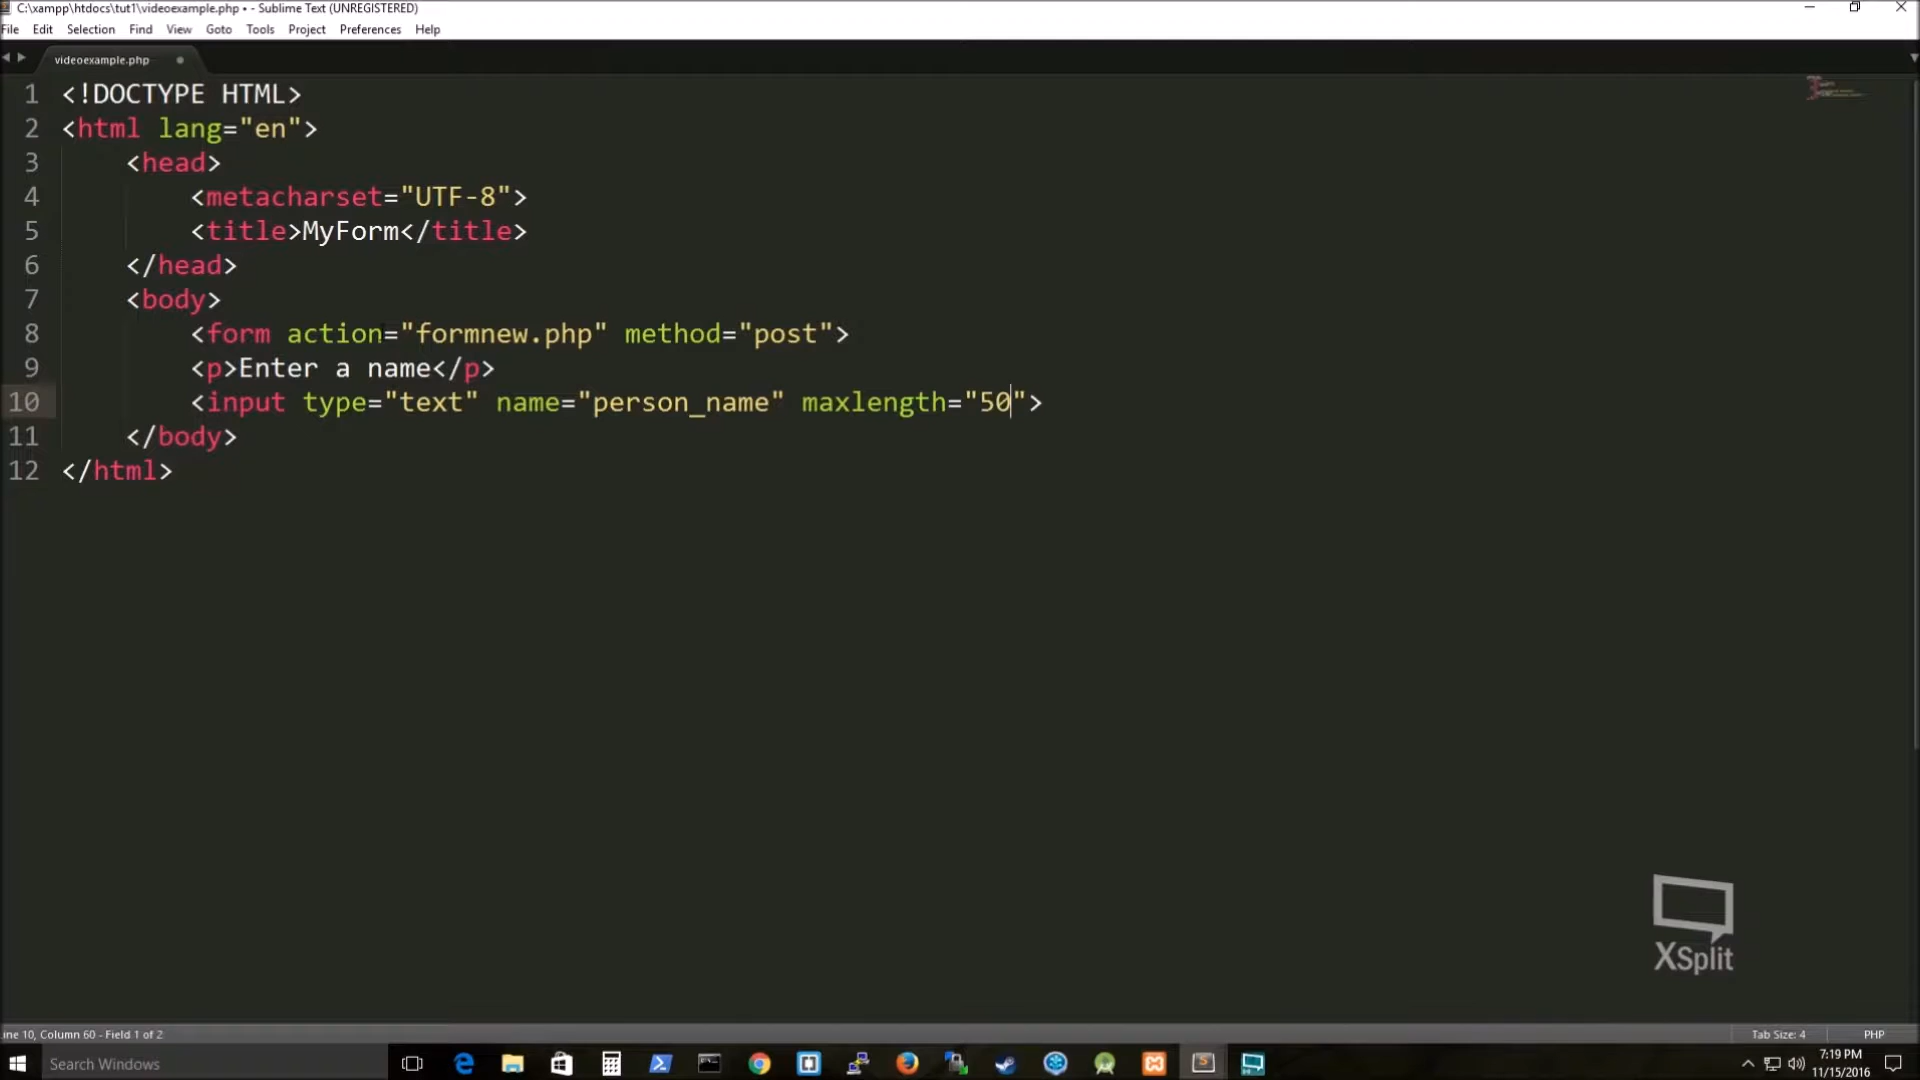 C:\xampp\htdocs\tut1\videoexample.php • - Sublime Text (UNREGISTERED)
File Edit Selection Find View Goto Tools Project Preferences Help
videoexample.php
1 <!DOCTYPE HTML>
2 <html lang="en">
3 <head>
4 <metacharset="UTF-8">
5 <title>MyForm</title>
6 </head>
7 <body>
8 <form action="formnew.php" method="post">
9 <p>Enter a name</p>
10 <input type="text" name="person_name" maxlength="50">
11 </body>
12 </html>
XSplit
ine 10, Column 60 - Field 1 of 2 Tab Size: 4 PHP
Search Windows
7:19 PM
11/15/2016